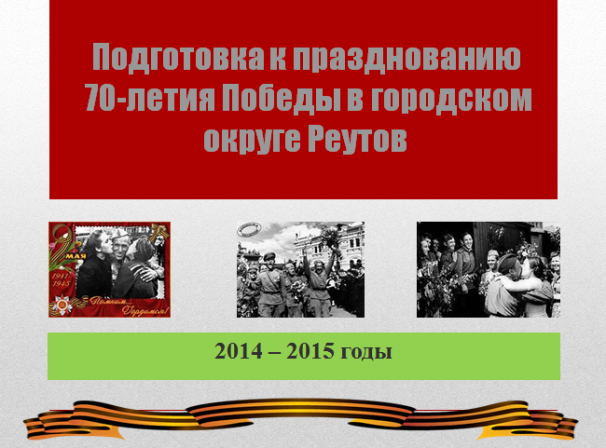 Подготовка к празднованию
70-летия Победы в городском
округе Реутов
9
МАЯ
1941-
1945
Помним...
Гордимся!
2014 – 2015 годы